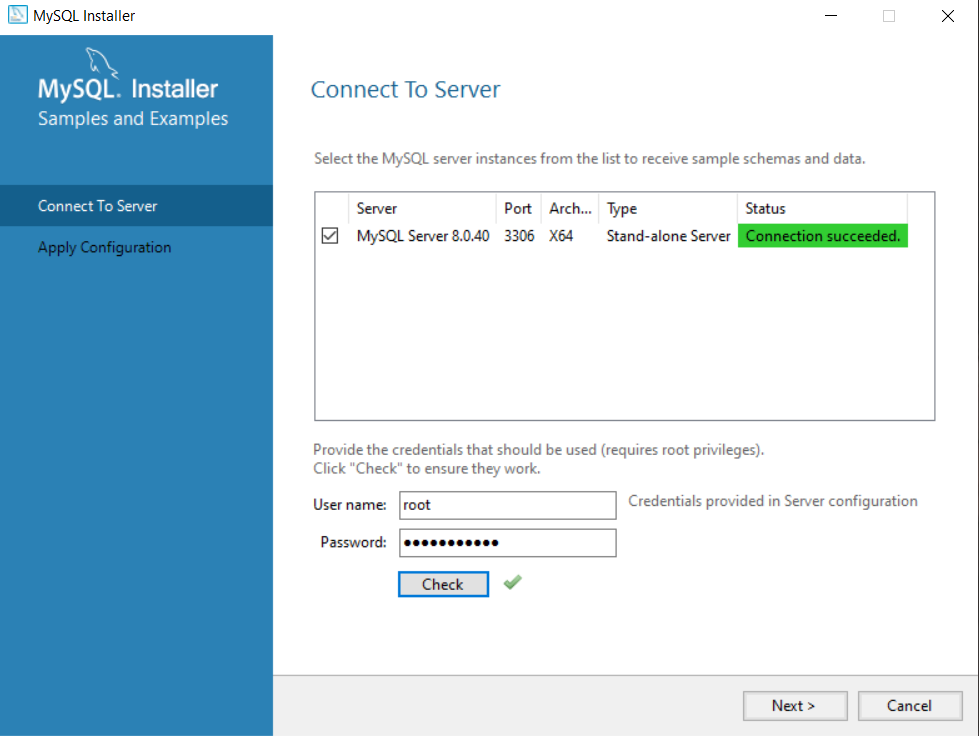 MySQL Installer
MySQL. Installer
Samples and Examples
Connect To Server
Apply Configuration
Connect To Server
Select the MySQL server instances from the list to receive sample schemas and data.
Server Port Arch... Type Status
MySQL Server 8.0.40 3306 X64 Stand-alone Server Connection succeeded.
Provide the credentials that should be used (requires root privileges).
Click "Check" to ensure they work.
User name: root Credentials provided in Server configuration
Password: ●●●●●●●●●●●
Check
Next > Cancel